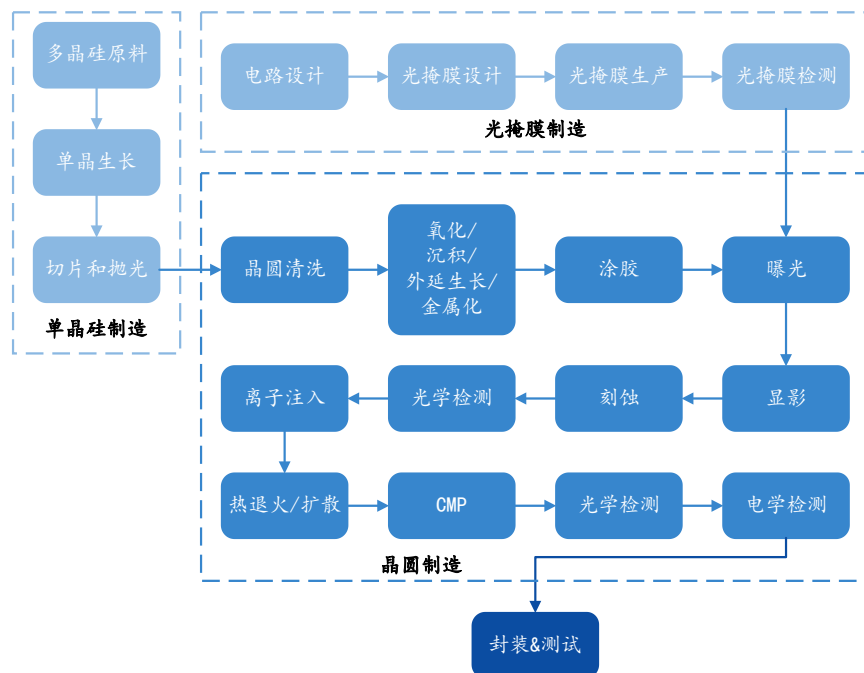 多晶硅原料
单晶生长
切片和抛光
单晶硅制造
电路设计
光掩膜设计
光掩膜生产
光掩膜检测
光掩膜制造
晶圆清洗
氧化/
沉积/
外延生长/
金属化
涂胶
曝光
显影
刻蚀
光学检测
离子注入
热退火/扩散
CMP
光学检测
电学检测
晶圆制造
封装&测试